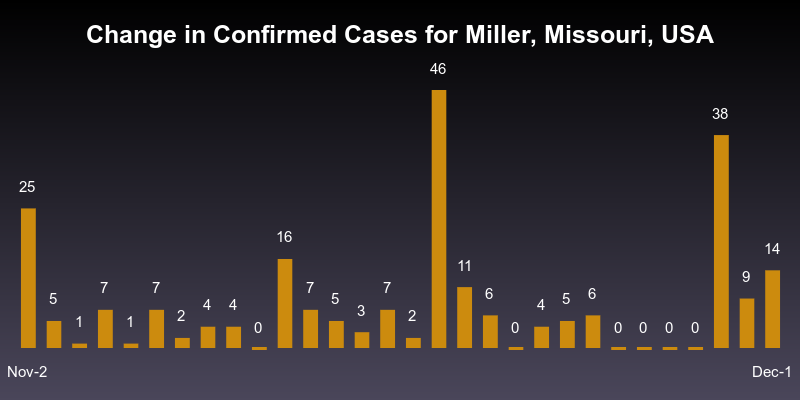 Change in Confirmed Cases for Miller, Missouri, USA
25 5 1 7 1 7 2 4 4 0 16 7 5 3 7 2 46 11 6 0 4 5 6 0 0 0 0 38 9 14
Nov-2 Dec-1